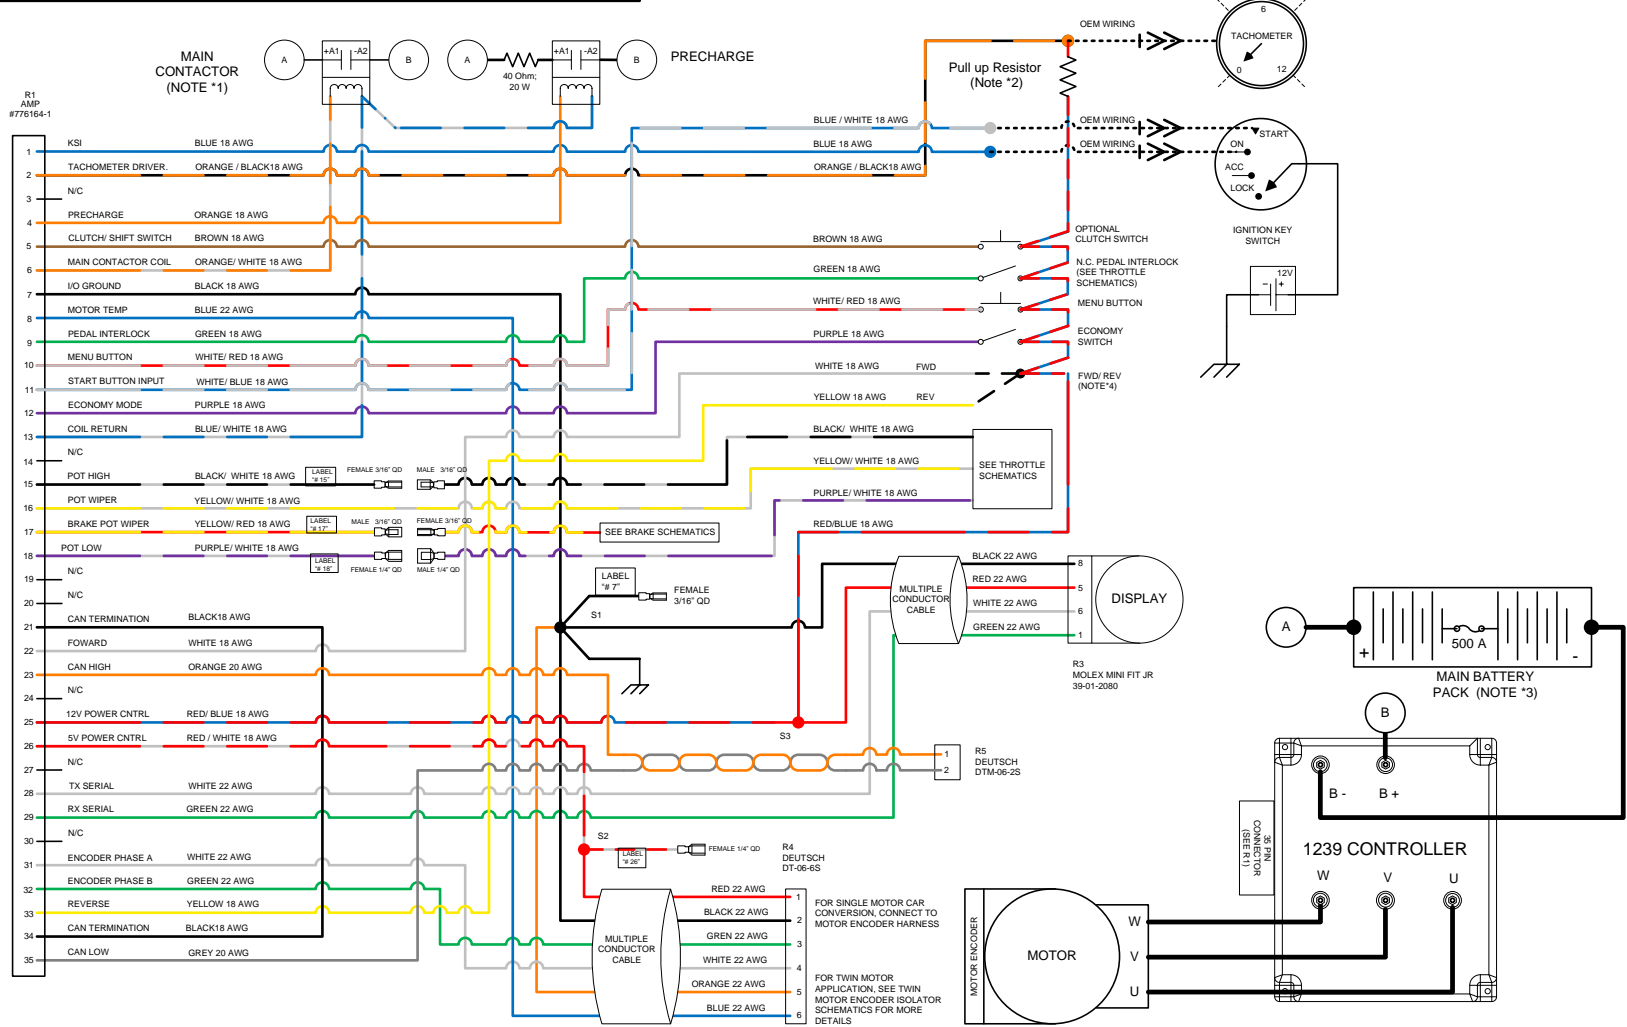 OEM WIRING
6
TACHOMETER
0
12
MAIN
CONTACTOR
(NOTE *1)
A
+A1
-A2
B
A
40 Ohm;
20 W
+A1
-A2
B
PRECHARGE
Pull up Resistor
(Note *2)
R1
AMP
#776164-1
BLUE / WHITE 18 AWG
OEM WIRING
START
1
KSI
BLUE 18 AWG
BLUE 18 AWG
OEM WIRING
ON
2
TACHOMETER DRIVER.
ORANGE / BLACK18 AWG
ORANGE / BLACK18 AWG
ACC
LOCK
3
N/C
4
PRECHARGE
ORANGE 18 AWG
IGNITION KEY
SWITCH
5
CLUTCH/ SHIFT SWITCH
BROWN 18 AWG
BROWN 18 AWG
OPTIONAL
CLUTCH SWITCH
6
MAIN CONTACTOR COIL
ORANGE/ WHITE 18 AWG
GREEN 18 AWG
N.C. PEDAL INTERLOCK
(SEE THROTTLE
SCHEMATICS)
12V
- +
7
I/O GROUND
BLACK 18 AWG
WHITE/ RED 18 AWG
MENU BUTTON
8
MOTOR TEMP
BLUE 22 AWG
9
PEDAL INTERLOCK
GREEN 18 AWG
PURPLE 18 AWG
ECONOMY
SWITCH
10
MENU BUTTON
WHITE/ RED 18 AWG
WHITE 18 AWG
FWD
FWD/ REV
(NOTE*4)
11
START BUTTON INPUT
WHITE/ BLUE 18 AWG
YELLOW 18 AWG
REV
12
ECONOMY MODE
PURPLE 18 AWG
13
COIL RETURN
BLUE/ WHITE 18 AWG
BLACK/ WHITE 18 AWG
14
N/C
YELLOW/ WHITE 18 AWG
SEE THROTTLE
SCHEMATICS
15
POT HIGH
BLACK/ WHITE 18 AWG
LABEL
"# 15"
FEMALE 3/16" QD
MALE 3/16" QD
PURPLE/ WHITE 18 AWG
16
POT WIPER
YELLOW/ WHITE 18 AWG
17
BRAKE POT WIPER
YELLOW/ RED 18 AWG
LABEL
"# 17"
MALE 3/16" QD
FEMALE 3/16" QD
SEE BRAKE SCHEMATICS
RED/BLUE 18 AWG
18
POT LOW
PURPLE/ WHITE 18 AWG
LABEL
"# 18"
FEMALE 1/4" QD
MALE 1/4" QD
19
N/C
20
N/C
LABEL
"# 7"
FEMALE
3/16" QD
S1
MULTIPLE
CONDUCTOR
CABLE
BLACK 22 AWG
8
RED 22 AWG
5
WHITE 22 AWG
6
GREEN 22 AWG
1
DISPLAY
R3
MOLEX MINI FIT JR
39-01-2080
21
CAN TERMINATION
BLACK18 AWG
22
FOWARD
WHITE 18 AWG
23
CAN HIGH
ORANGE 20 AWG
24
N/C
25
12V POWER CNTRL
RED/ BLUE 18 AWG
S3
26
5V POWER CNTRL
RED / WHITE 18 AWG
1
2
R5
DEUTSCH
DTM-06-2S
27
N/C
28
TX SERIAL
WHITE 22 AWG
29
RX SERIAL
GREEN 22 AWG
30
N/C
S2
LABEL
"# 26"
FEMALE 1/4" QD
R4
DEUTSCH
DT-06-6S
31
ENCODER PHASE A
WHITE 22 AWG
32
ENCODER PHASE B
GREEN 22 AWG
33
REVERSE
YELLOW 18 AWG
34
CAN TERMINATION
BLACK18 AWG
35
CAN LOW
GREY 20 AWG
MULTIPLE
CONDUCTOR
CABLE
RED 22 AWG
1
BLACK 22 AWG
2
GREN 22 AWG
3
WHITE 22 AWG
4
ORANGE 22 AWG
5
BLUE 22 AWG
6
FOR SINGLE MOTOR CAR
CONVERSION, CONNECT TO
MOTOR ENCODER HARNESS
FOR TWIN MOTOR
APPLICATION, SEE TWIN
MOTOR ENCODER ISOLATOR
SCHEMATICS FOR MORE
DETAILS
A
+
500 A
-
MAIN BATTERY
PACK (NOTE *3)
B
B -
B +
35 PIN
CONNECTOR
(SEE R1)
1239 CONTROLLER
W
V
U
MOTOR ENCODER
MOTOR
W
V
U